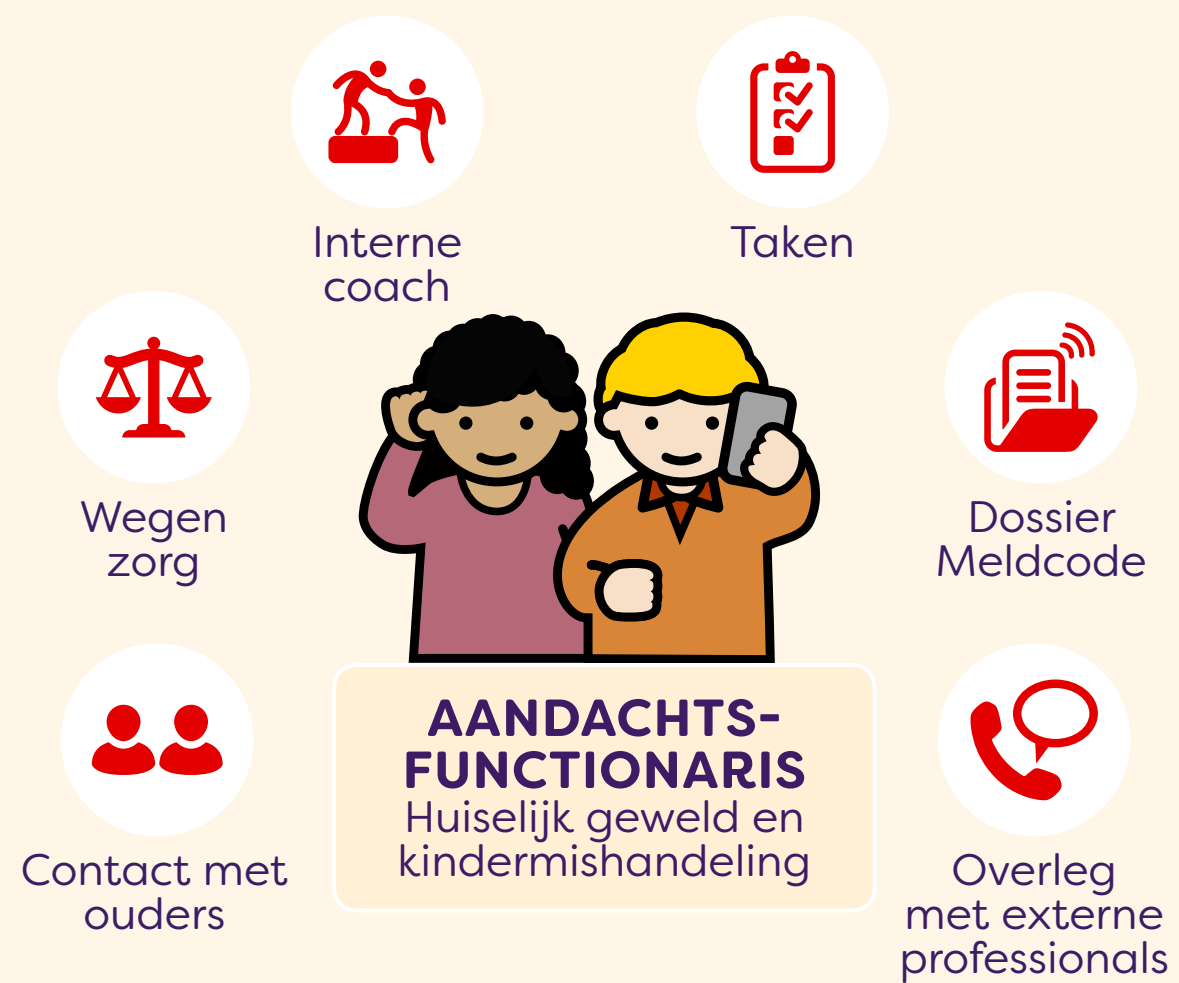 Interne
coach
Taken
Wegen
zorg
Dossier
Meldcode
AANDACHTS-
FUNCTIONARIS
Huiselijk geweld en
kindermishandeling
Contact met
ouders
Overleg
met externe
professionals